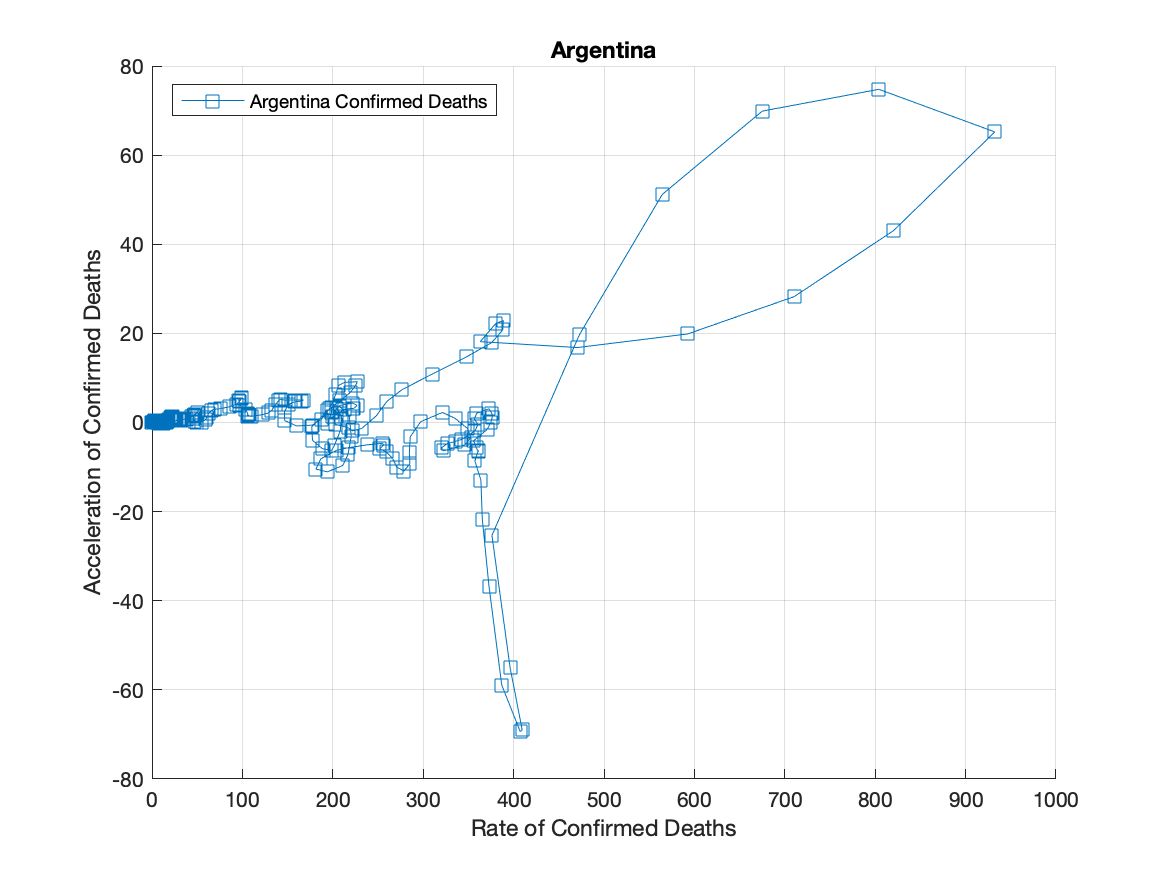 Argentina
Argentina Confirmed Deaths
80
60
40
20
0
-20
-40
-60
-80
Acceleration of Confirmed Deaths
0 100 200 300 400 500 600 700 800 900 1000
Rate of Confirmed Deaths